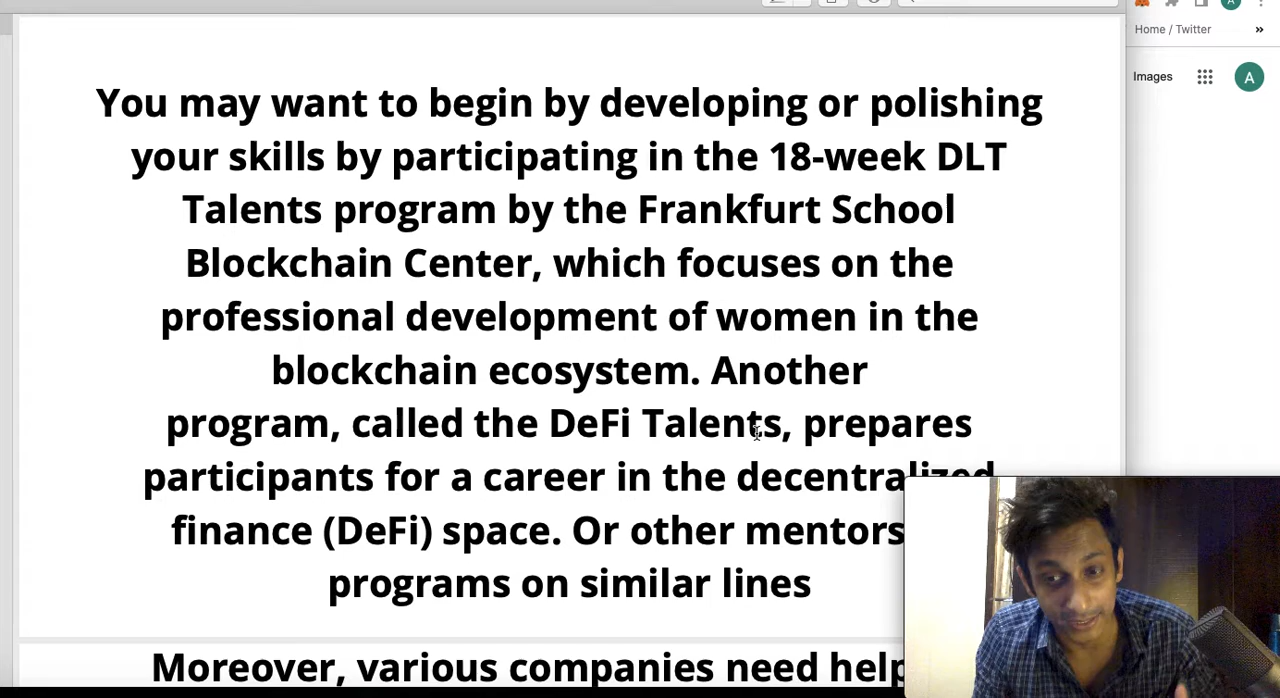 Home / Twitter
»
Images
A
You may want to begin by developing or polishing
your skills by participating in the 18-week DLT
Talents program by the Frankfurt School
Blockchain Center, which focuses on the
professional development of women in the
blockchain ecosystem. Another
program, called the DeFi Talents, prepares
participants for a career in the decentralized
finance (DeFi) space. Or other mentors
programs on similar lines
Moreover, various companies need help